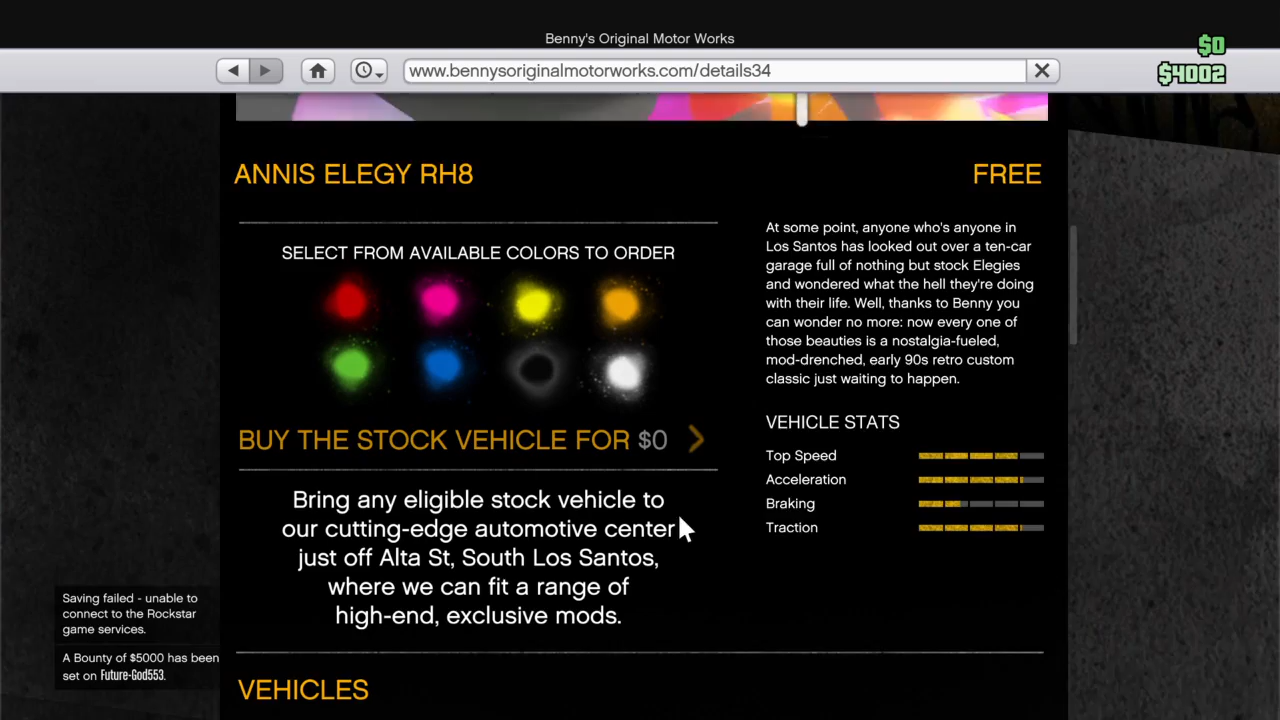 Benny's Original Motor Works
$0
www.bennysoriginalmotorworks.com/details34
$4002
ANNIS ELEGY RH8
FREE
SELECT FROM AVAILABLE COLORS TO ORDER
BUY THE STOCK VEHICLE FOR $0
Bring any eligible stock vehicle to
our cutting-edge automotive center
just off Alta St, South Los Santos,
where we can fit a range of
high-end, exclusive mods.
At some point, anyone who's anyone in
Los Santos has looked out over a ten-car
garage full of nothing but stock Elegies
and wondered what the hell they're doing
with their life. Well, thanks to Benny you
can wonder no more: now every one of
those beauties is a nostalgia-fueled,
mod-drenched, early 90s retro custom
classic just waiting to happen.
VEHICLE STATS
Top Speed
Acceleration
Braking
Traction
Saving failed - unable to
connect to the Rockstar
game services.
A Bounty of $5000 has been
set on Future-God553.
VEHICLES